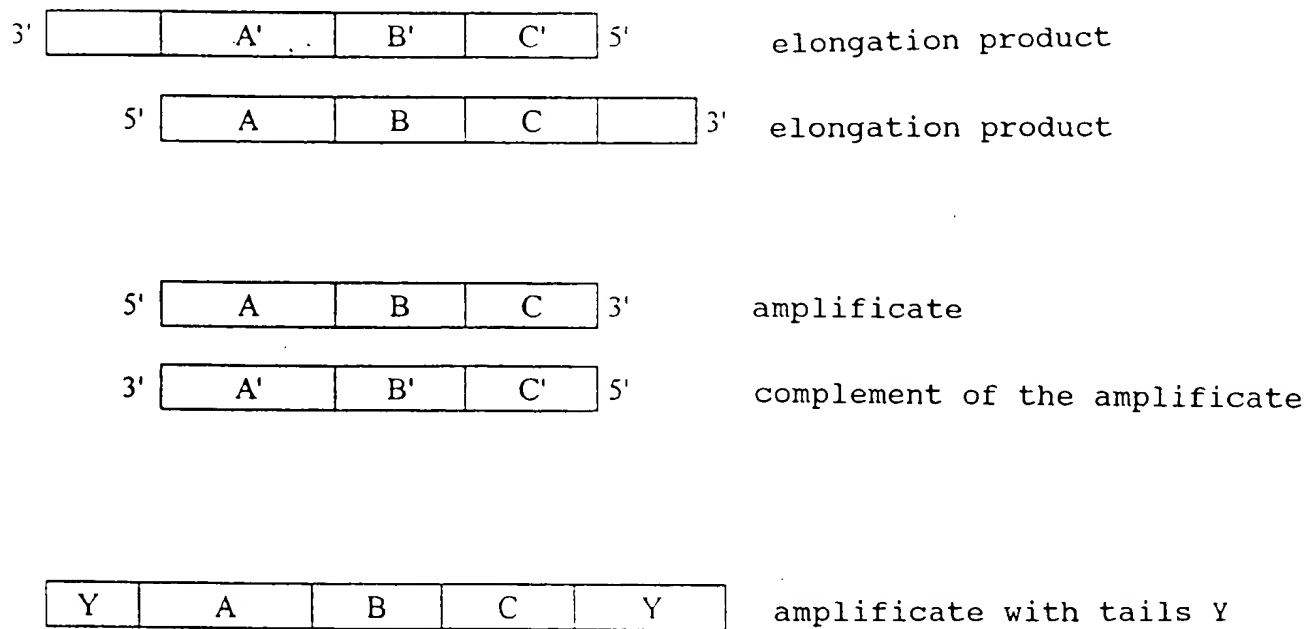 3' A' B' C' 5' elongation product
5' A B C 3' elongation product
5' A B C 3' amplificate
3' A' B' C' 5' complement of the amplificate
Y A B C Y amplificate with tails Y